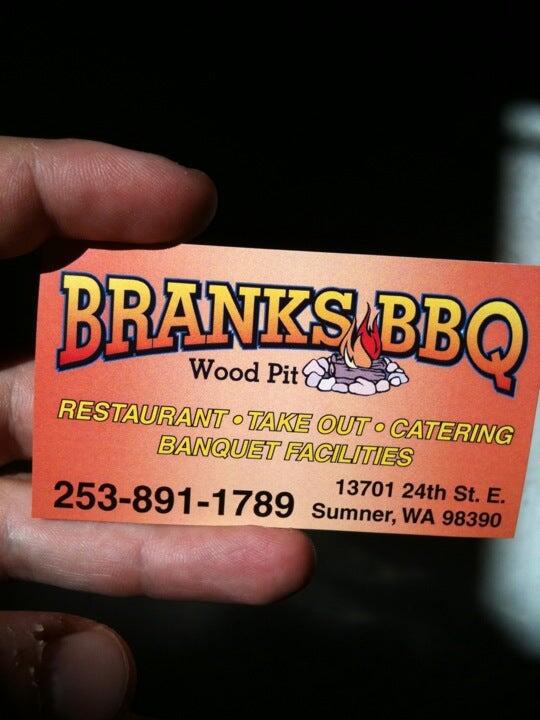 BRANKS BBQ
Wood Pit
RESTAURANT • TAKE OUT • CATERING
BANQUET FACILITIES
253-891-1789
13701 24th St. E.
Sumner, WA 98390